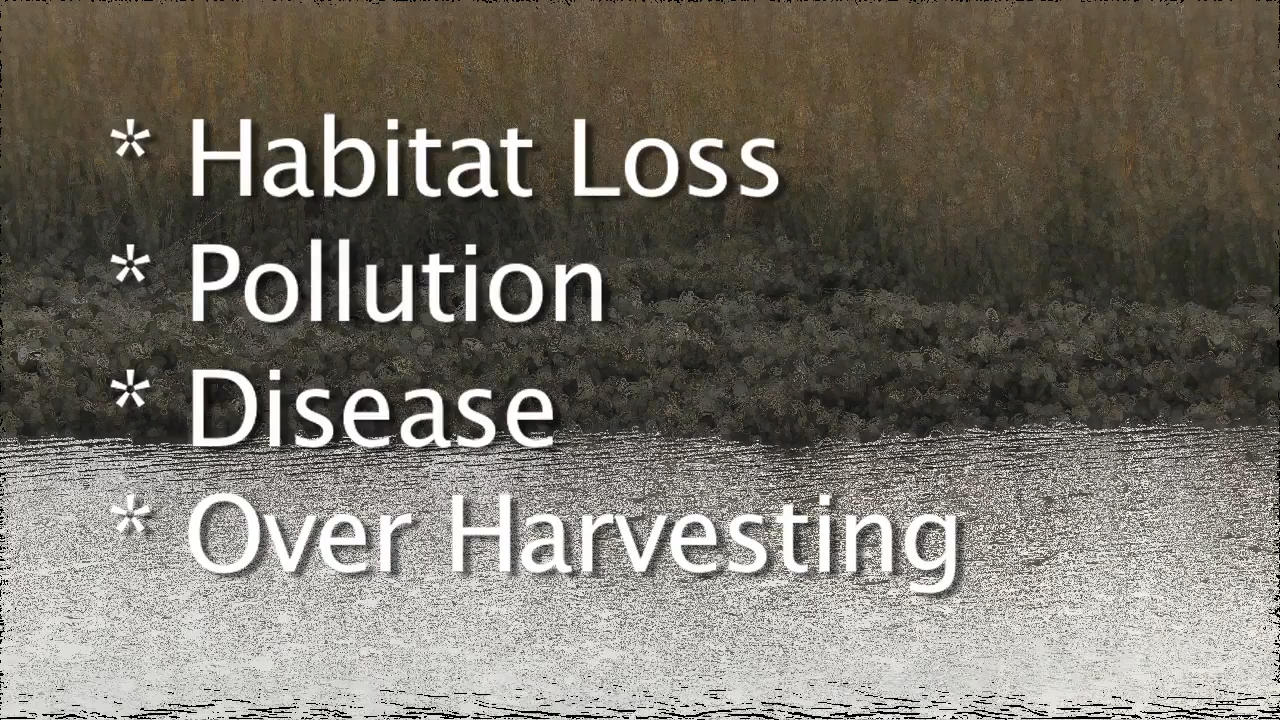 * Habitat Loss
* Pollution
* Disease
* Over Harvesting